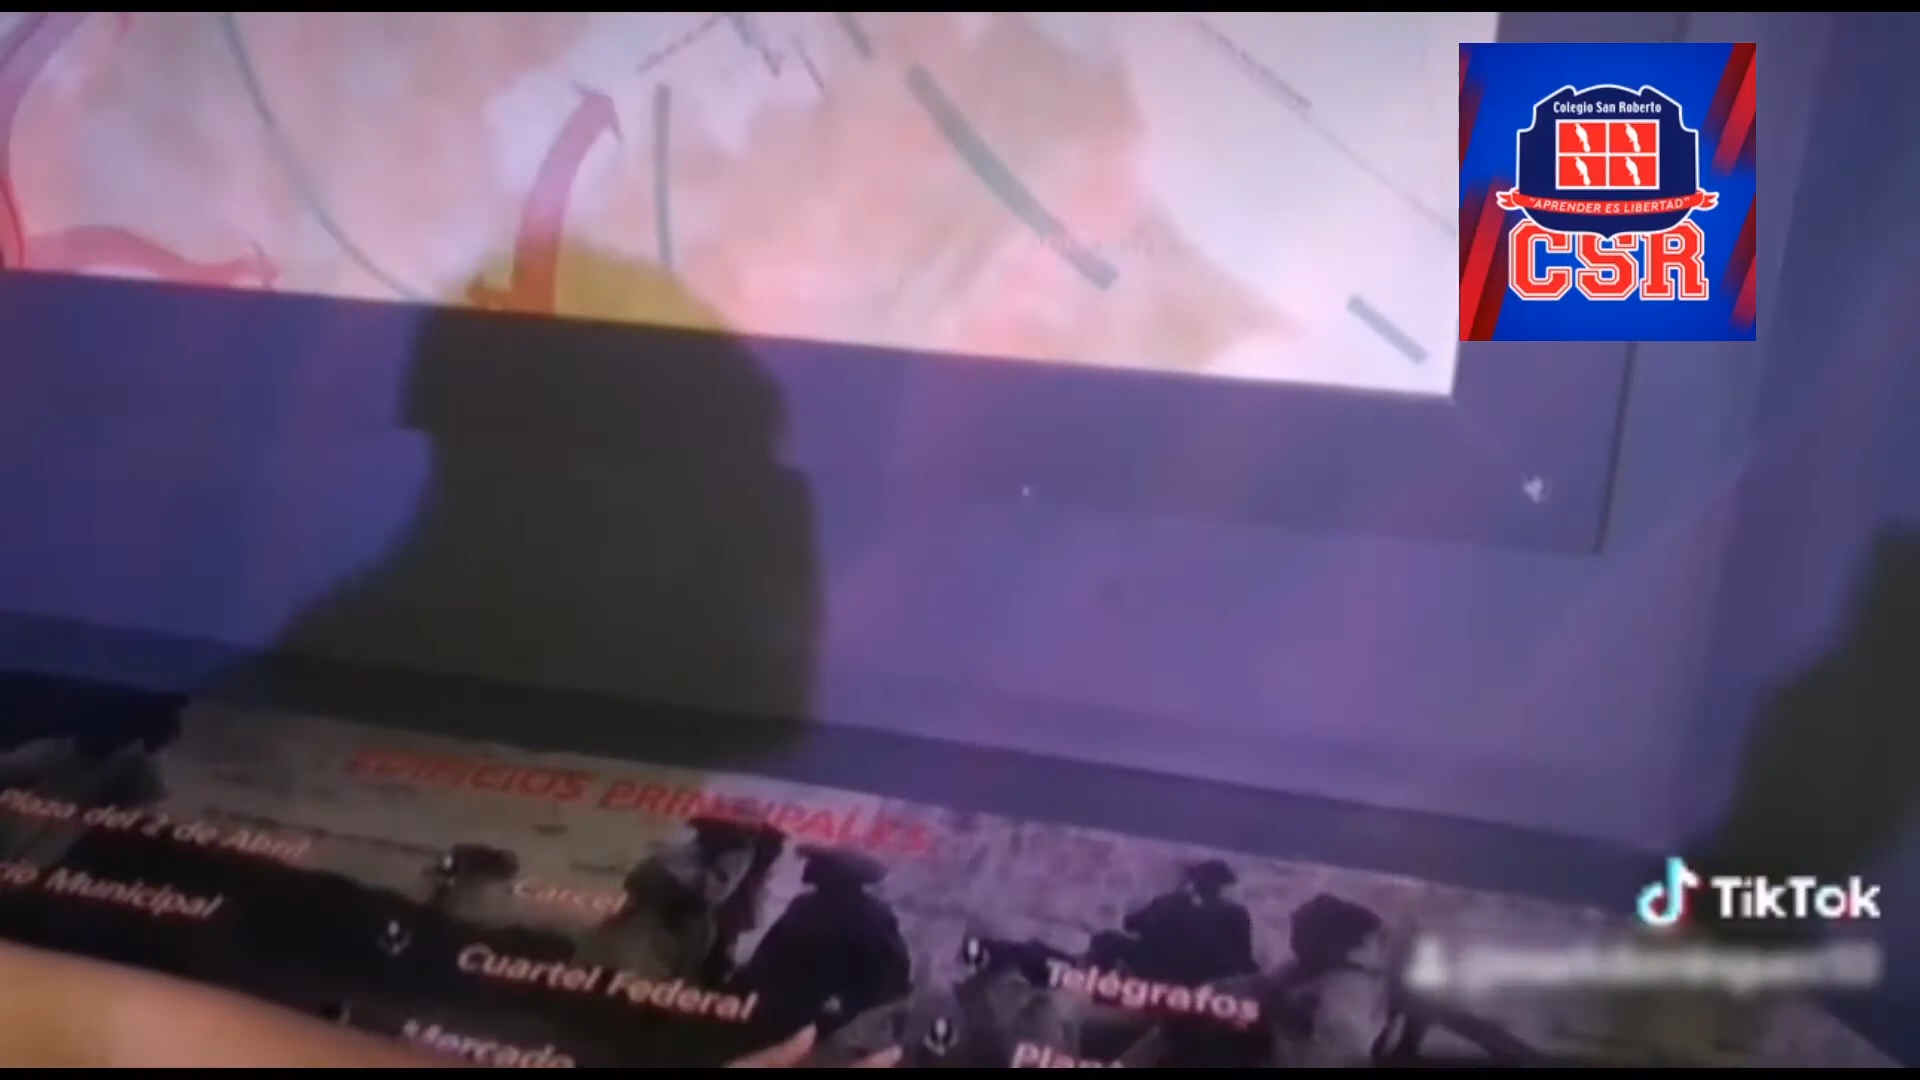 Colegio San Roberto
"APRENDER ES LIBERTAD"
CSR
EDIFICIOS PRINCIPALES
Plaza del 2 de Abril
Municipal
Carcel
Cuartel Federal
Mercado
Telégrafos
TikTok